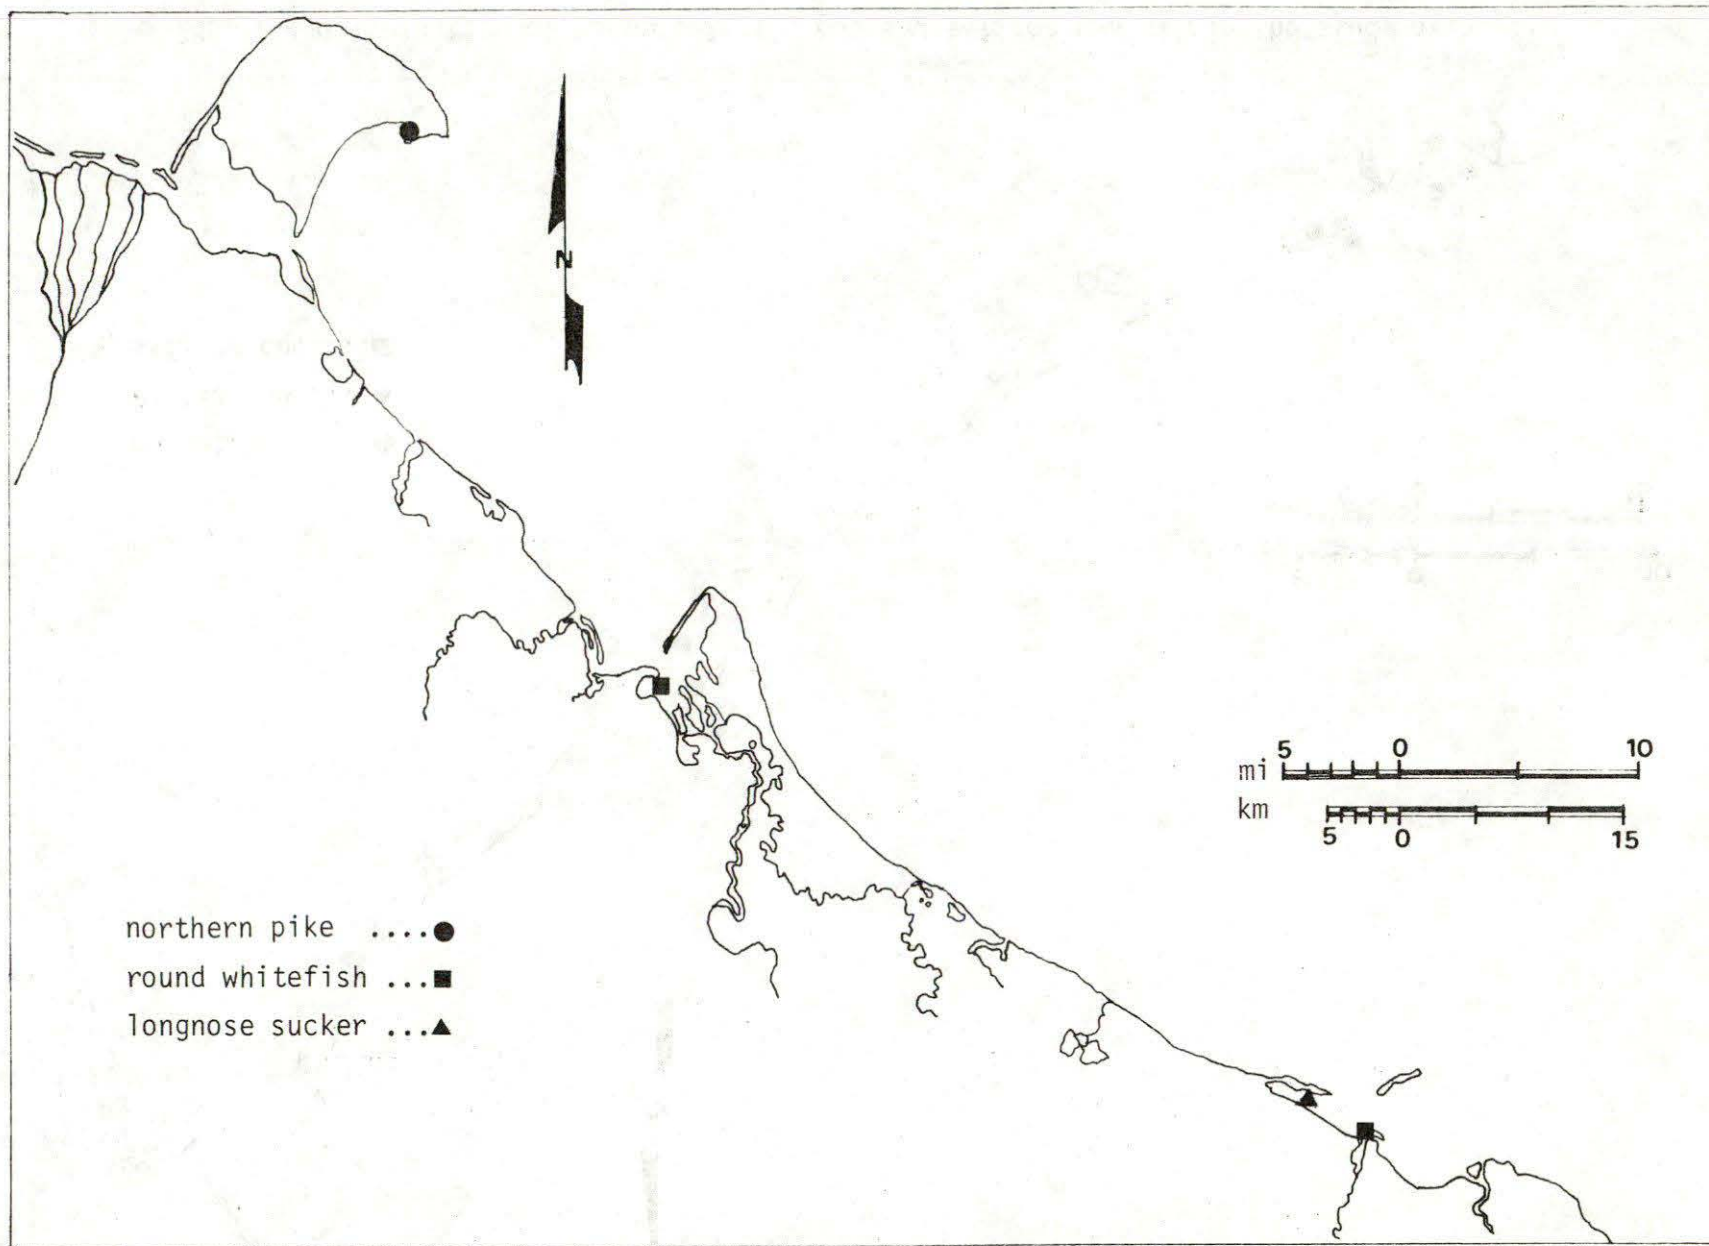 N
5 0 10
mi
km
5 0 15
northern pike ....●
round whitefish ...■
longnose sucker ...▲